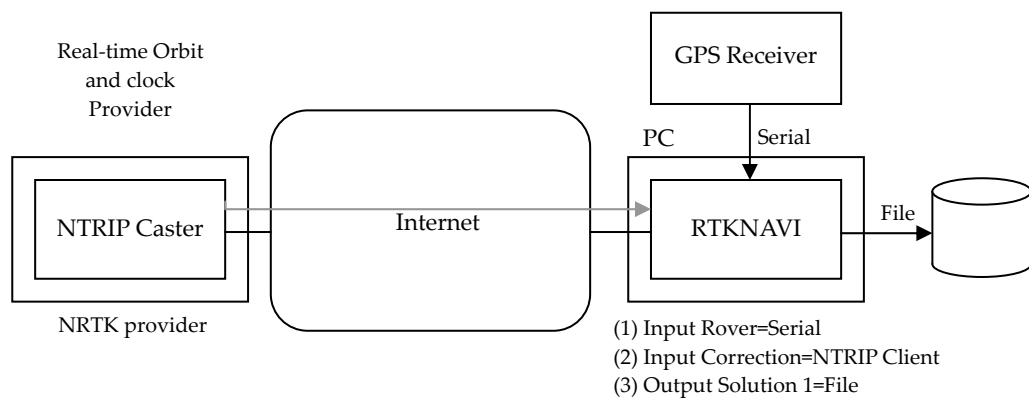 Real-time Orbit
and clock
Provider
GPS Receiver
PC
Serial
NTRIP Caster
Internet
RTKNAVI
File
NRTK provider
(1) Input Rover=Serial
(2) Input Correction=NTRIP Client
(3) Output Solution 1=File